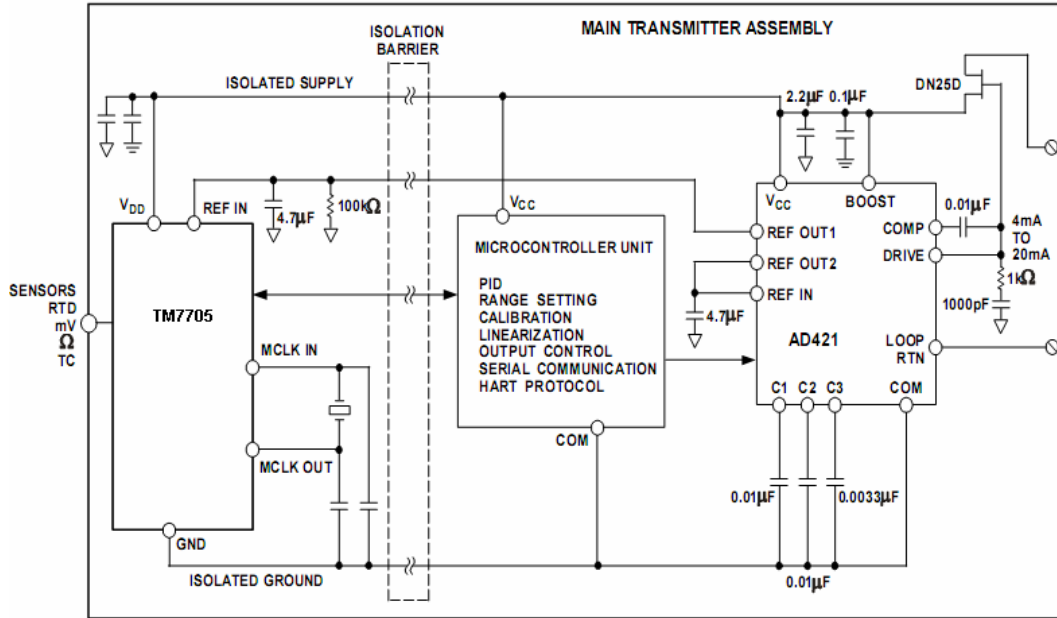 MAIN TRANSMITTER ASSEMBLY
ISOLATION
BARRIER
ISOLATED SUPPLY
DN25D
2.2μF 0.1μF
VDD
REF IN
4.7μF
100kΩ
VCC
VCC
BOOST
0.01μF
COMP
4mA
TO
20mA
DRIVE
REF OUT1
REF OUT2
REF IN
1kΩ
1000pF
4.7μF
AD421
LOOP
RTN
C1 C2 C3 COM
MICROCONTROLLER UNIT
PID
RANGE SETTING
CALIBRATION
LINEARIZATION
OUTPUT CONTROL
SERIAL COMMUNICATION
HART PROTOCOL
COM
SENSORS
RTD
mV
Ω
TC
TM7705
MCLK IN
MCLK OUT
GND
ISOLATED GROUND
0.01μF
0.0033μF
0.01μF